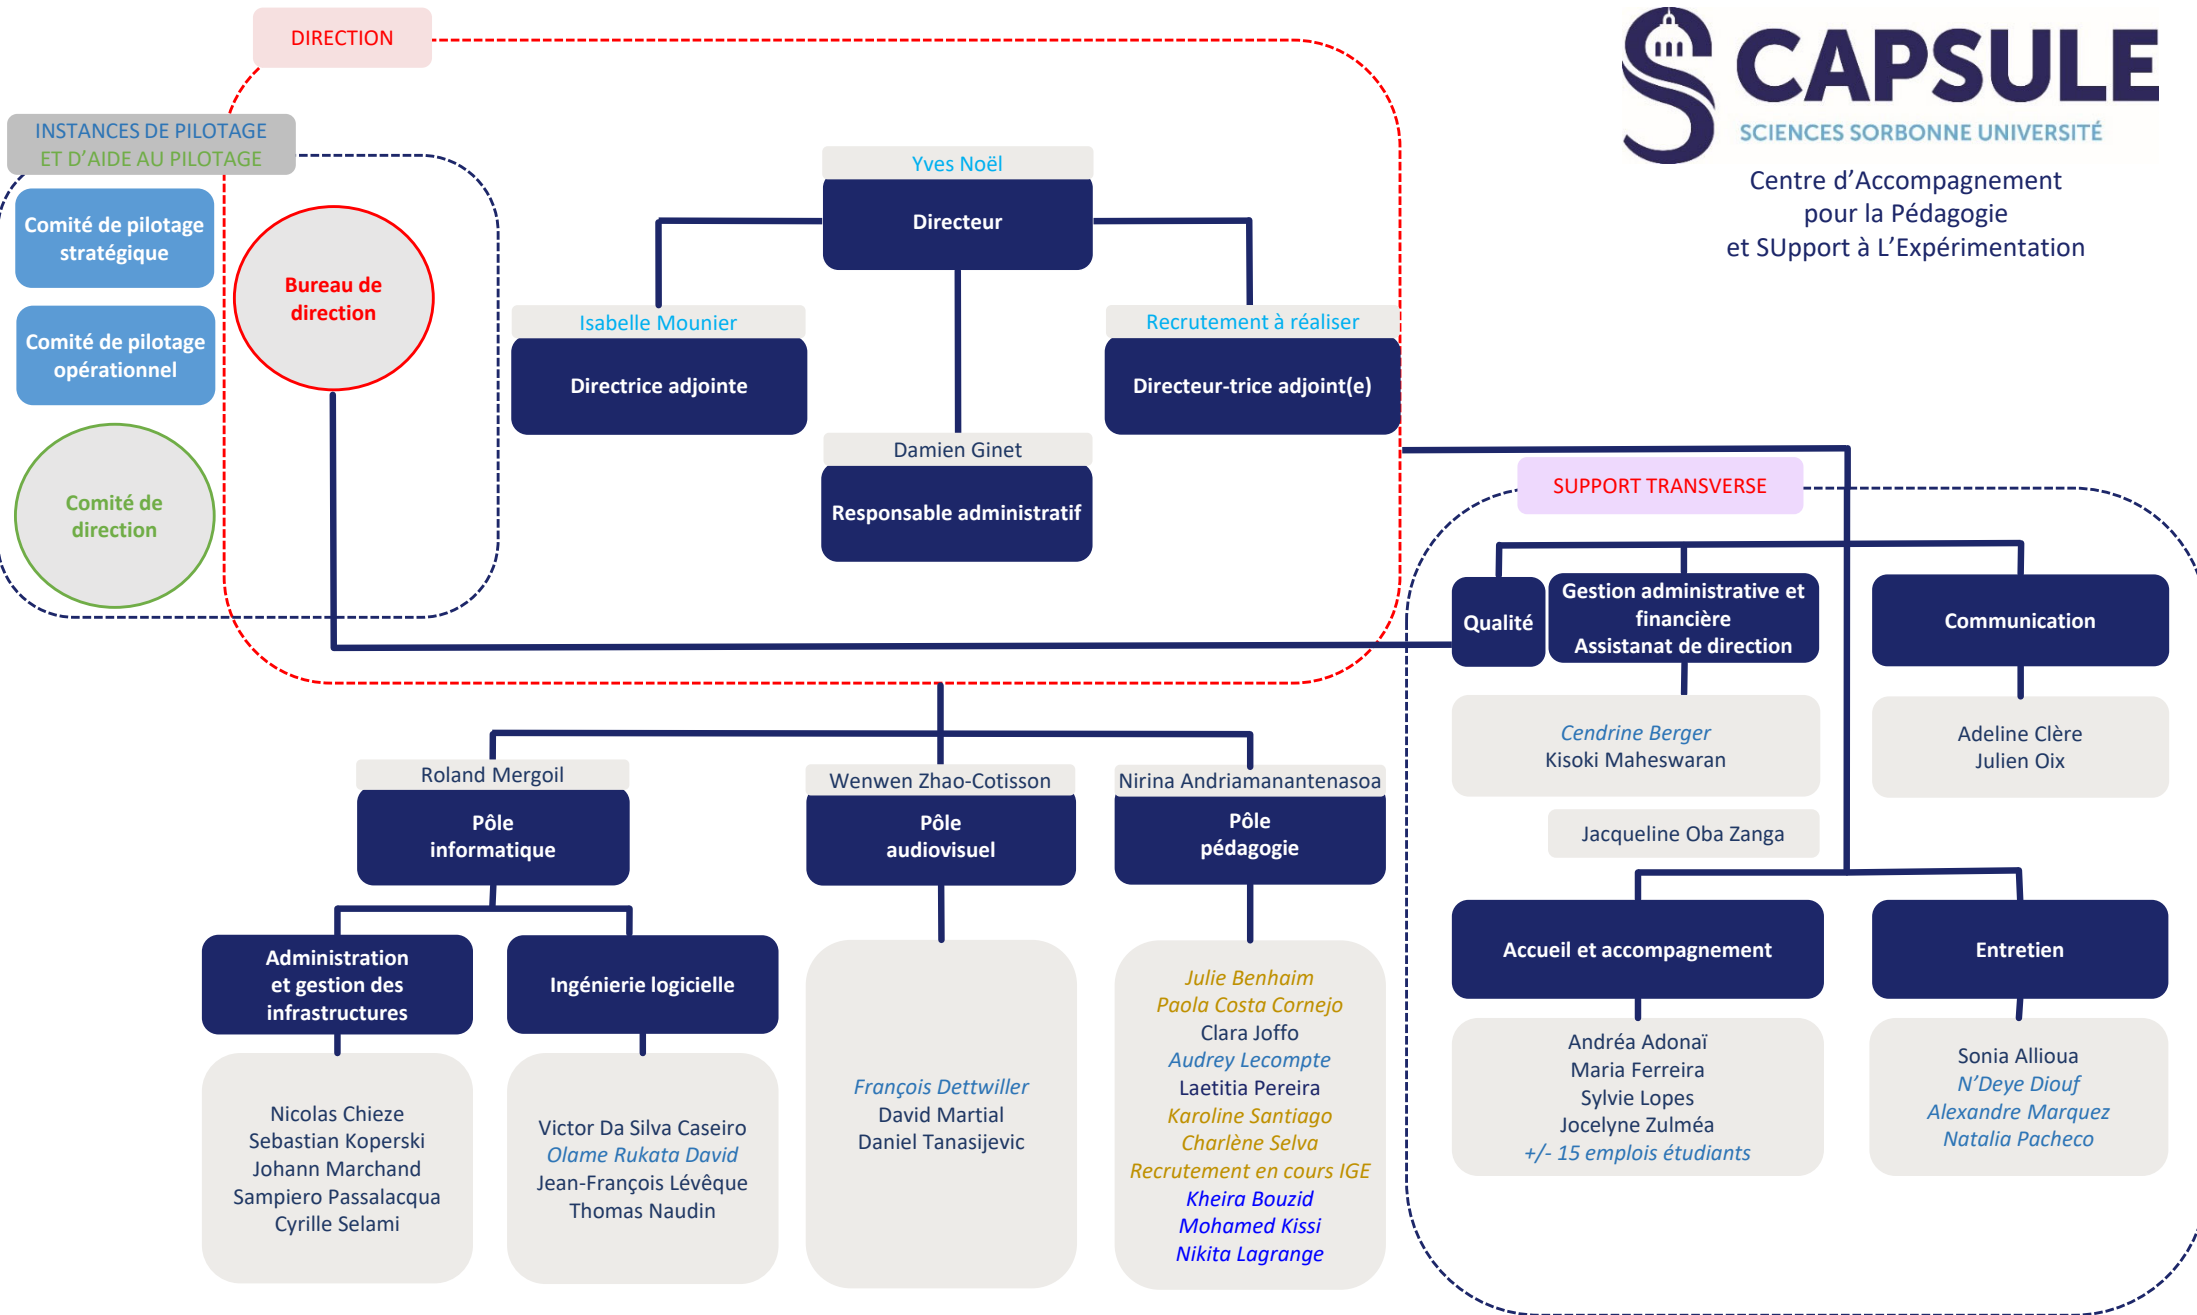 DIRECTION
CAPSULE
SCIENCES SORBONNE UNIVERSITÉ
Centre d’Accompagnement
pour la Pédagogie
et SUpport à L’Expérimentation
INSTANCES DE PILOTAGE
ET D’AIDE AU PILOTAGE
Comité de pilotage
stratégique
Comité de pilotage
opérationnel
Comité de
direction
Bureau de
direction
Yves Noël
Directeur
Isabelle Mounier
Directrice adjointe
Recrutement à réaliser
Directeur-trice adjoint(e)
Damien Ginet
Responsable administratif
SUPPORT TRANSVERSE
Qualité
Gestion administrative et
financière
Assistanat de direction
Communication
Cendrine Berger
Kisoki Maheswaran
Adeline Clère
Julien Oix
Jacqueline Oba Zanga
Accueil et accompagnement
Entretien
Andréa Adonaï
Maria Ferreira
Sylvie Lopes
Jocelyne Zulméa
+/- 15 emplois étudiants
Sonia Allioua
N’Deye Diouf
Alexandre Marquez
Natalia Pacheco
Roland Mergoil
Pôle
informatique
Wenwen Zhao-Cotisson
Pôle
audiovisuel
Nirina Andriamanantenasoa
Pôle
pédagogie
Administration
et gestion des
infrastructures
Ingénierie logicielle
Nicolas Chieze
Sebastian Koperski
Johann Marchand
Sampiero Passalacqua
Cyrille Selami
Victor Da Silva Caseiro
Olame Rukata David
Jean-François Lévêque
Thomas Naudin
François Dettwiller
David Martial
Daniel Tanasijevic
Julie Benhaim
Paola Costa Cornejo
Clara Joffo
Audrey Lecompte
Laetitia Pereira
Karoline Santiago
Charlène Selva
Recrutement en cours IGE
Kheira Bouzid
Mohamed Kissi
Nikita Lagrange